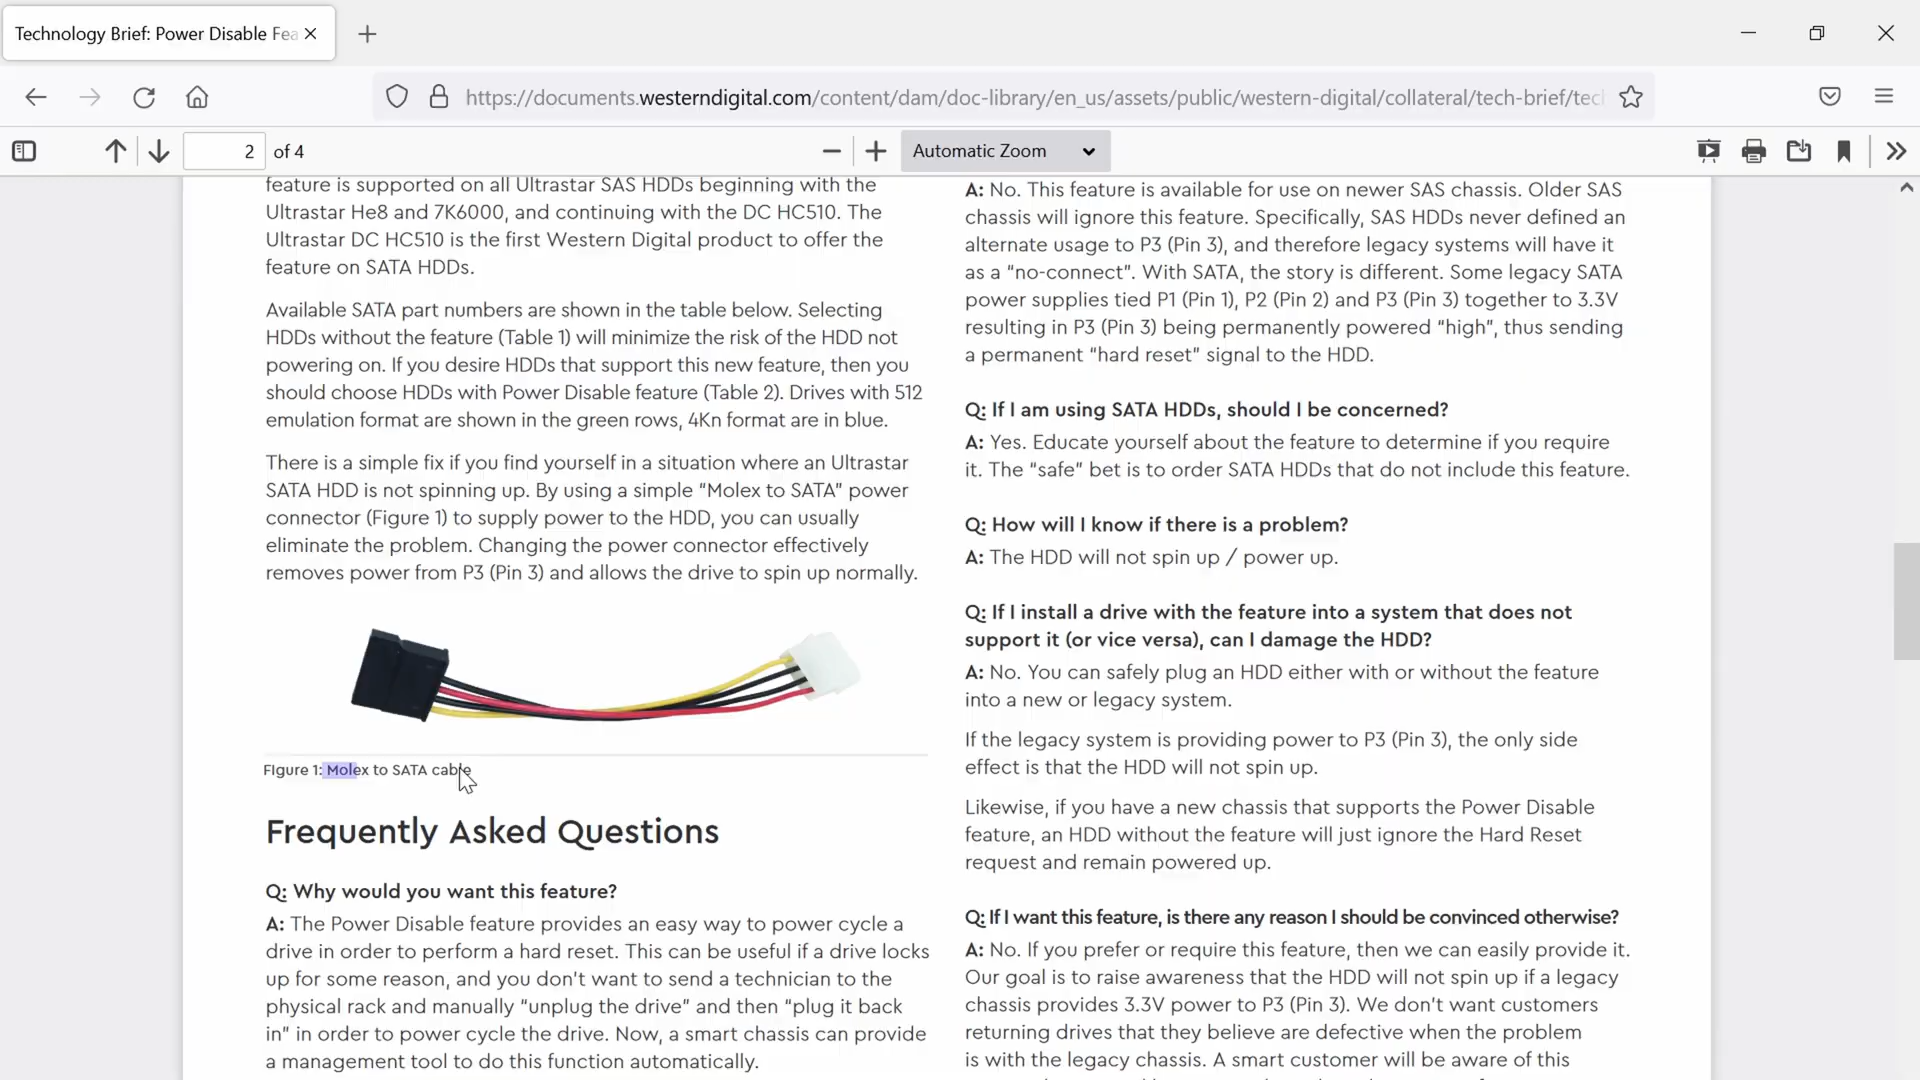 Technology Brief: Power Disable Fea
https://documents.westerndigital.com/content/dam/doc-library/en_us/assets/public/western-digital/collateral/tech-brief/tec
2 of 4
Automatic Zoom
feature is supported on all Ultrastar SAS HDDs beginning with the
Ultrastar He8 and 7K6000, and continuing with the DC HC510. The
Ultrastar DC HC510 is the first Western Digital product to offer the
feature on SATA HDDs.
Available SATA part numbers are shown in the table below. Selecting
HDDs without the feature (Table 1) will minimize the risk of the HDD not
powering on. If you desire HDDs that support this new feature, then you
should choose HDDs with Power Disable feature (Table 2). Drives with 512
emulation format are shown in the green rows, 4Kn format are in blue.
There is a simple fix if you find yourself in a situation where an Ultrastar
SATA HDD is not spinning up. By using a simple “Molex to SATA” power
connector (Figure 1) to supply power to the HDD, you can usually
eliminate the problem. Changing the power connector effectively
removes power from P3 (Pin 3) and allows the drive to spin up normally.
FIgure 1: Molex to SATA cable
Frequently Asked Questions
Q: Why would you want this feature?
A: The Power Disable feature provides an easy way to power cycle a
drive in order to perform a hard reset. This can be useful if a drive locks
up for some reason, and you don’t want to send a technician to the
physical rack and manually “unplug the drive” and then “plug it back
in” in order to power cycle the drive. Now, a smart chassis can provide
a management tool to do this function automatically.
A: No. This feature is available for use on newer SAS chassis. Older SAS
chassis will ignore this feature. Specifically, SAS HDDs never defined an
alternate usage to P3 (Pin 3), and therefore legacy systems will have it
as a “no-connect”. With SATA, the story is different. Some legacy SATA
power supplies tied P1 (Pin 1), P2 (Pin 2) and P3 (Pin 3) together to 3.3V
resulting in P3 (Pin 3) being permanently powered “high”, thus sending
a permanent “hard reset” signal to the HDD.
Q: If I am using SATA HDDs, should I be concerned?
A: Yes. Educate yourself about the feature to determine if you require
it. The “safe” bet is to order SATA HDDs that do not include this feature.
Q: How will I know if there is a problem?
A: The HDD will not spin up / power up.
Q: If I install a drive with the feature into a system that does not
support it (or vice versa), can I damage the HDD?
A: No. You can safely plug an HDD either with or without the feature
into a new or legacy system.
If the legacy system is providing power to P3 (Pin 3), the only side
effect is that the HDD will not spin up.
Likewise, if you have a new chassis that supports the Power Disable
feature, an HDD without the feature will just ignore the Hard Reset
request and remain powered up.
Q: If I want this feature, is there any reason I should be convinced otherwise?
A: No. If you prefer or require this feature, then we can easily provide it.
Our goal is to raise awareness that the HDD will not spin up if a legacy
chassis provides 3.3V power to P3 (Pin 3). We don’t want customers
returning drives that they believe are defective when the problem
is with the legacy chassis. A smart customer will be aware of this